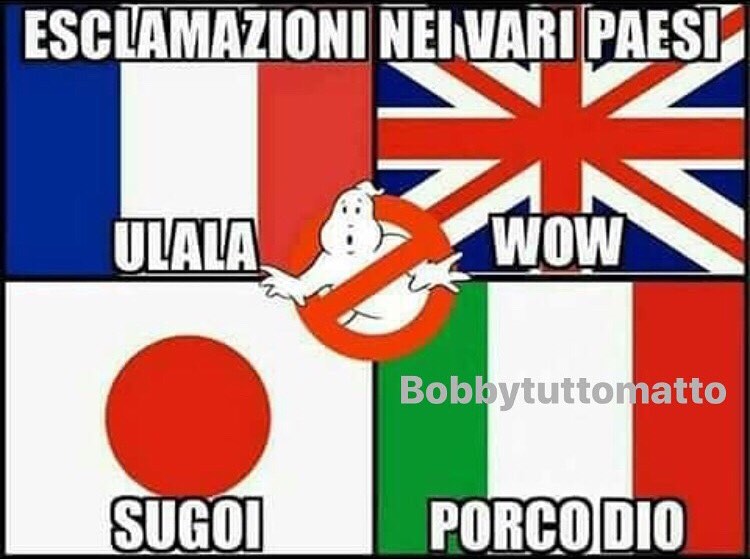 ESCLAMAZIONI NEI VARI PAESI
ULALA
WOW
Bobbytuttomatto
SUGOI
PORCO DIO